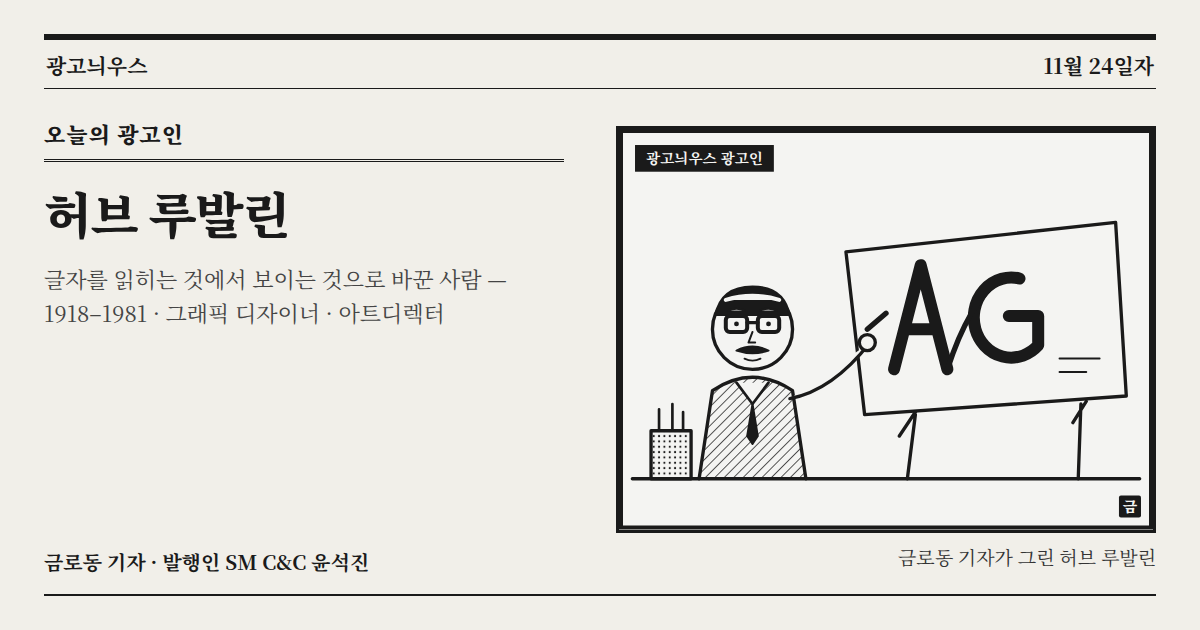 광고늬우스
11월 24일자
오늘의 광고인
허브 루발린
글자를 읽히는 것에서 보이는 것으로 바꾼 사람 —
1918–1981 · 그래픽 디자이너 · 아트디렉터
광고늬우스 광고인
AG
금
금로동 기자 · 발행인 SM C&C 윤석진
금로동 기자가 그린 허브 루발린